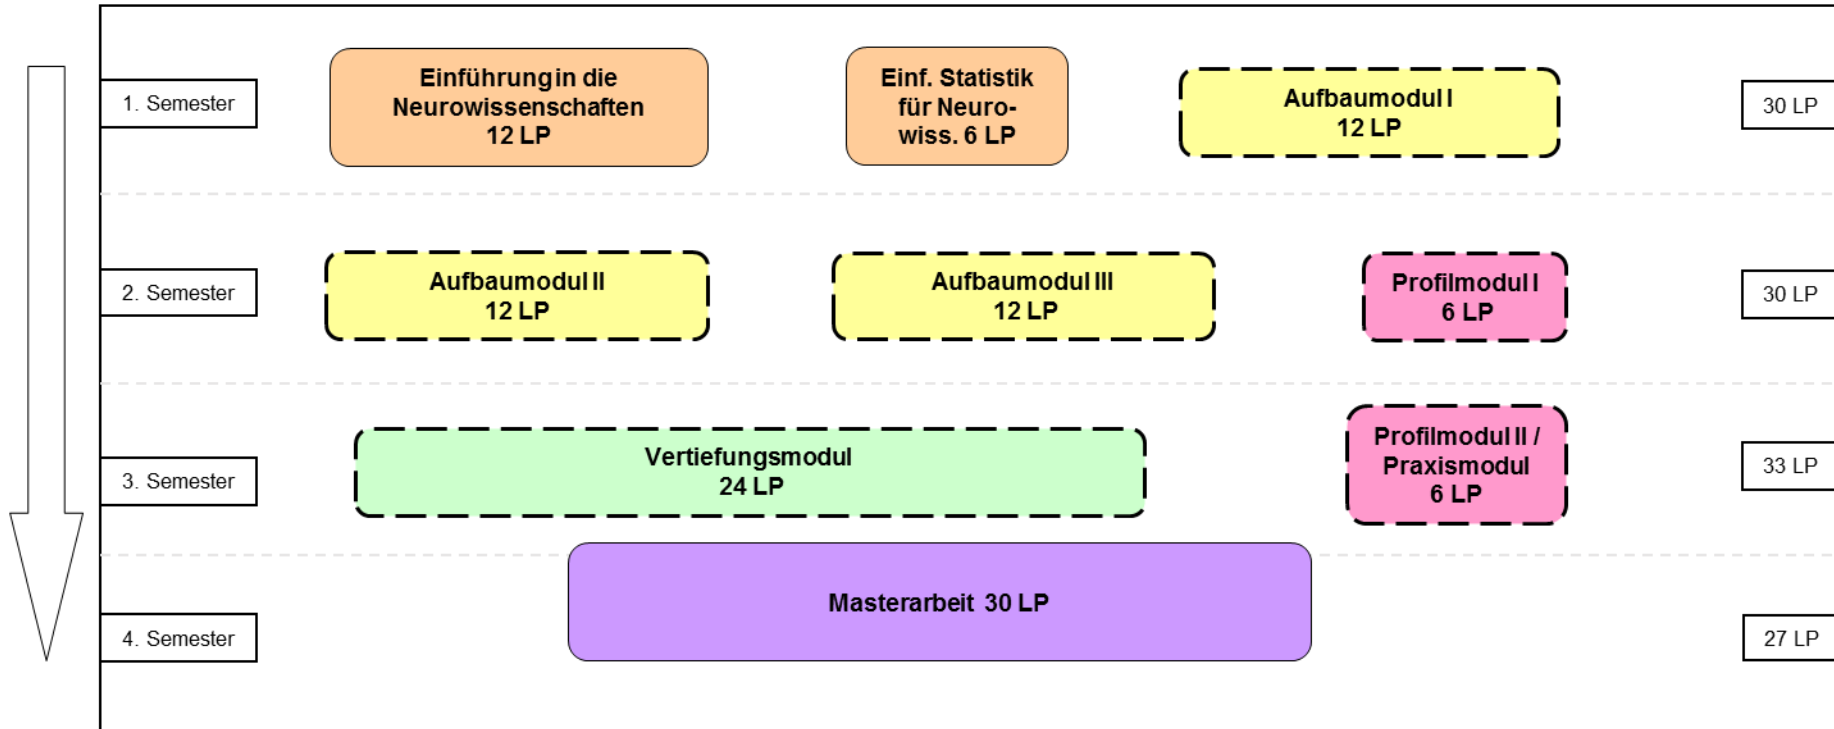 1. Semester
Einführung in die
Neurowissenschaften
12 LP
Einf. Statistik
für Neuro-
wiss. 6 LP
Aufbaumodul I
12 LP
30 LP
2. Semester
Aufbaumodul II
12 LP
Aufbaumodul III
12 LP
Profilmodul I
6 LP
30 LP
3. Semester
Vertiefungsmodul
24 LP
Profilmodul II /
Praxismodul
6 LP
33 LP
4. Semester
Masterarbeit 30 LP
27 LP